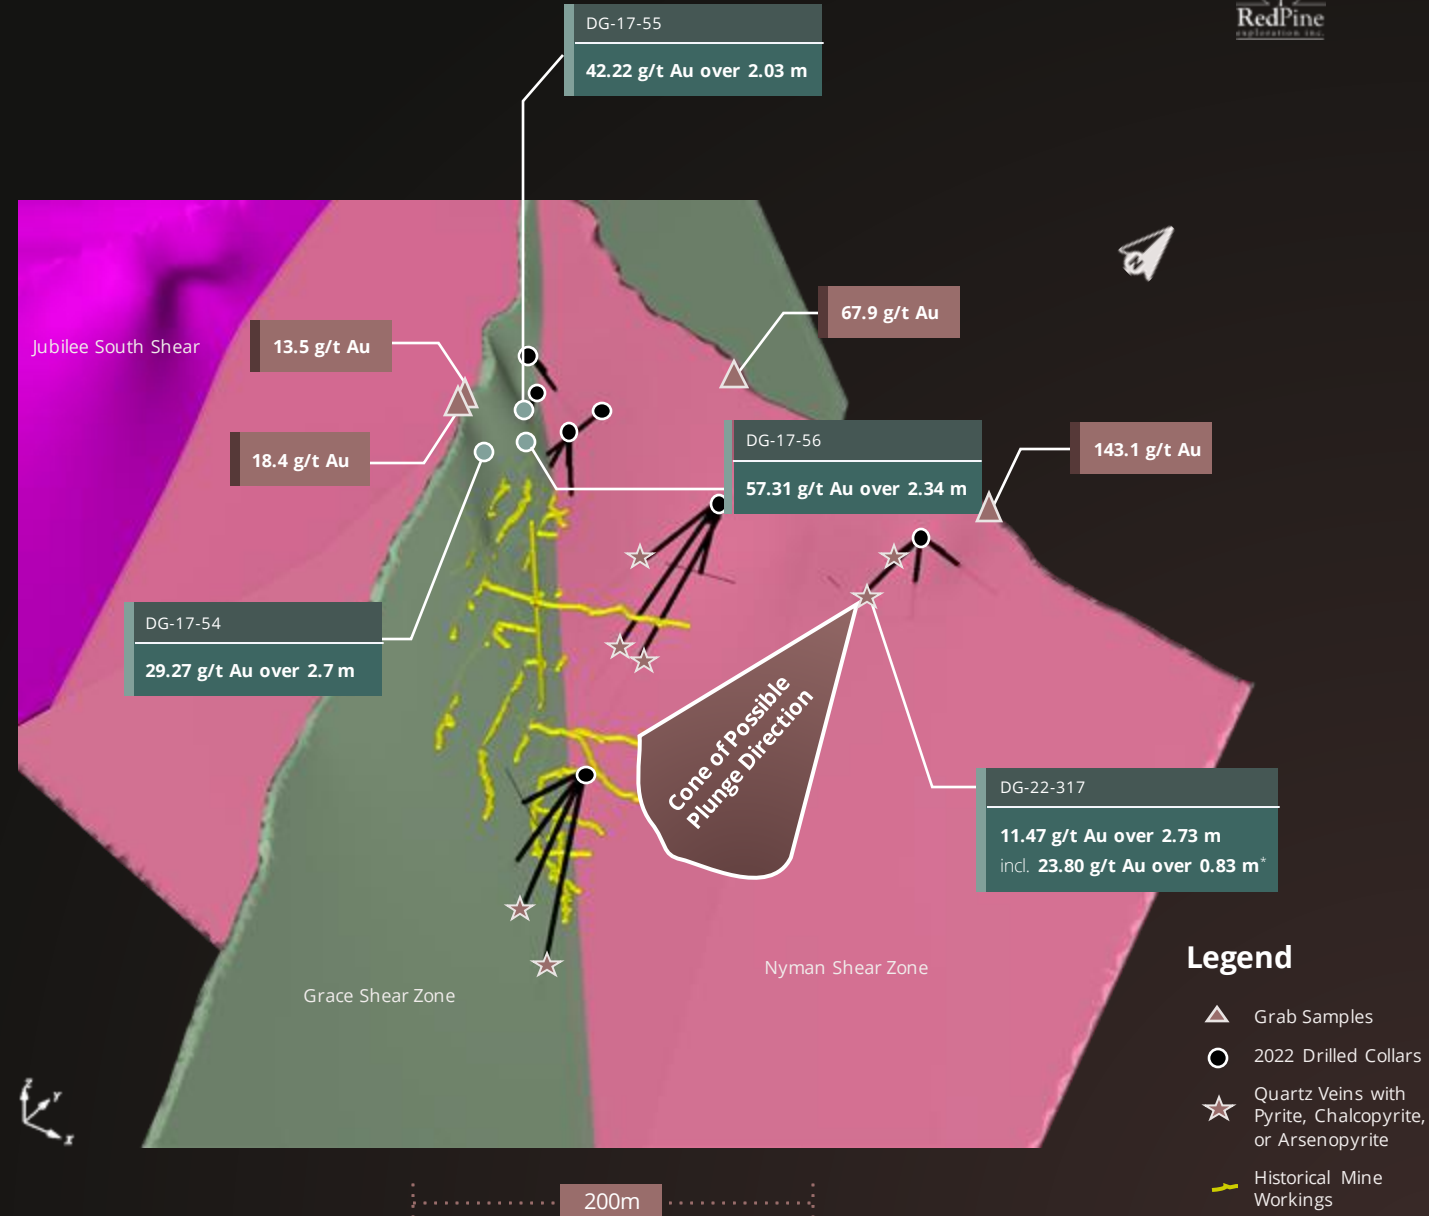 DG-17-55
42.22 g/t Au over 2.03 m
RedPine
exploration inc.
67.9 g/t Au
Jubilee South Shear
13.5 g/t Au
18.4 g/t Au
DG-17-56
57.31 g/t Au over 2.34 m
143.1 g/t Au
DG-17-54
29.27 g/t Au over 2.7 m
Cone of Possible
Plunge Direction
DG-22-317
11.47 g/t Au over 2.73 m
incl. 23.80 g/t Au over 0.83 m*
Nyman Shear Zone
Grace Shear Zone
Legend
Grab Samples
2022 Drilled Collars
Quartz Veins with
Pyrite, Chalcopyrite,
or Arsenopyrite
Historical Mine
Workings
Z
Y
X
200m